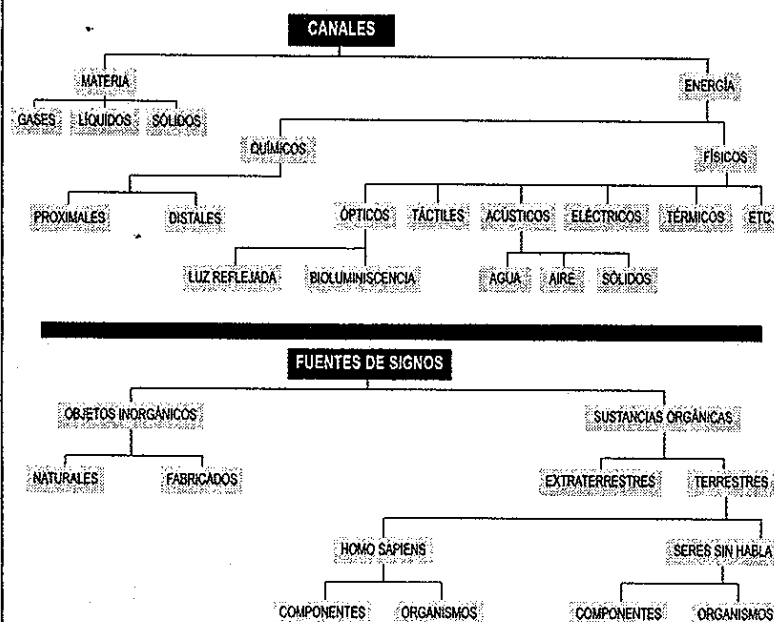 CANALES
MATERIA ENERGÍA
GASES LÍQUIDOS SÓLIDOS
QUÍMICOS FÍSICOS
PROXIMALES DISTALES ÓPTICOS TÁCTILES ACÚSTICOS ELÉCTRICOS TÉRMICOS ETC.
LUZ REFLEJADA BIOLUMINISCENCIA AGUA AIRE SÓLIDOS
FUENTES DE SIGNOS
OBJETOS INORGÁNICOS SUSTANCIAS ORGÁNICAS
NATURALES FABRICADOS EXTRATERRESTRES TERRESTRES
HOMO SAPIENS SERES SIN HABLA
COMPONENTES ORGANISMOS COMPONENTES ORGANISMOS